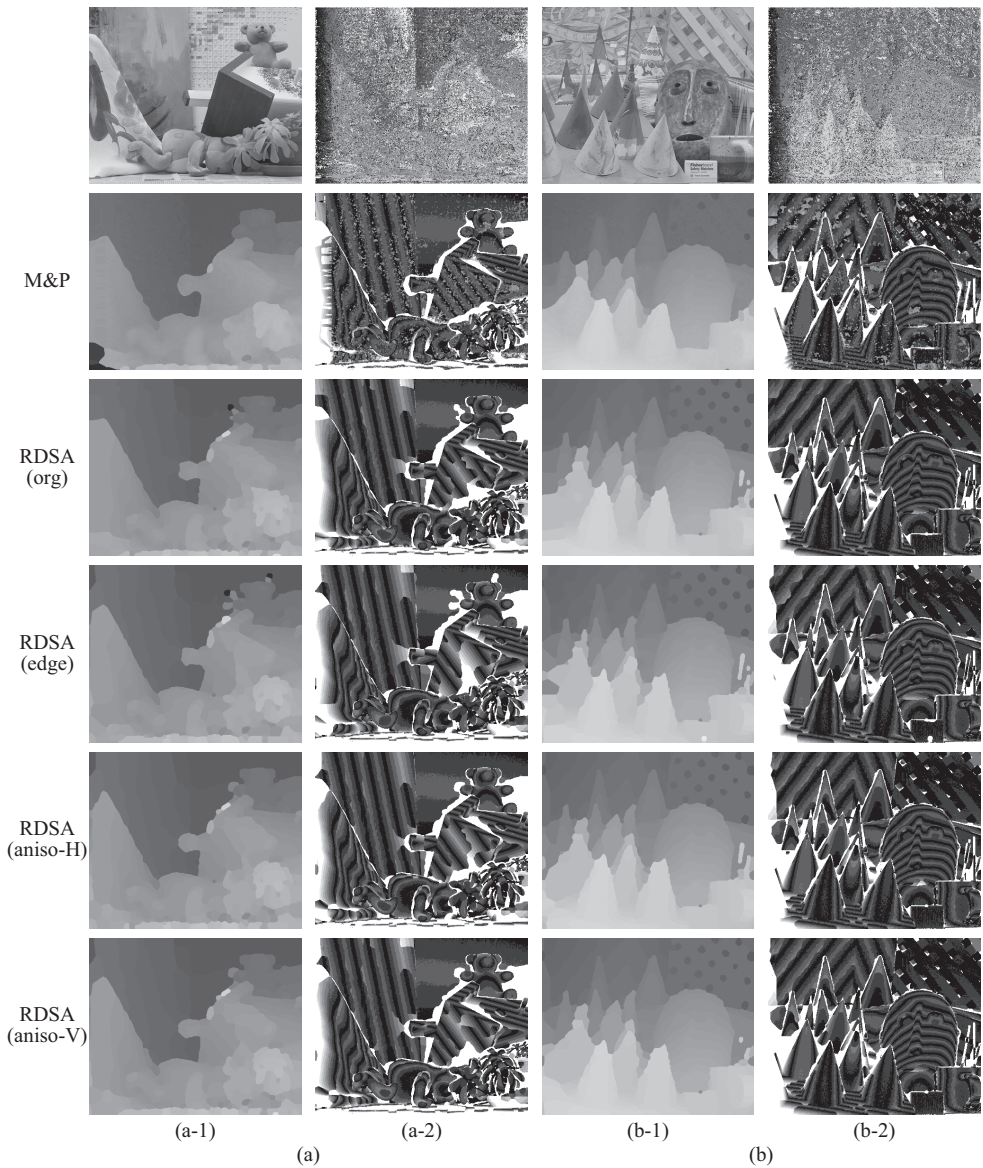 M&P
RDSA
(org)
RDSA
(edge)
RDSA
(aniso-H)
RDSA
(aniso-V)
(a-1)
(a-2)
(b-1)
(b-2)
(a)
(b)